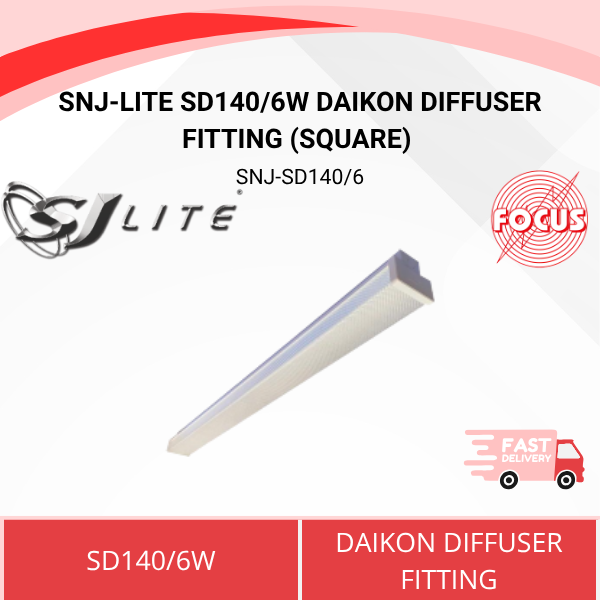 SNJ-LITE SD140/6W DAIKON DIFFUSER
FITTING (SQUARE)
SNJ-SD140/6
SJ LITE
®
FOCUS
FAST
DELIVERY
SD140/6W
DAIKON DIFFUSER
FITTING